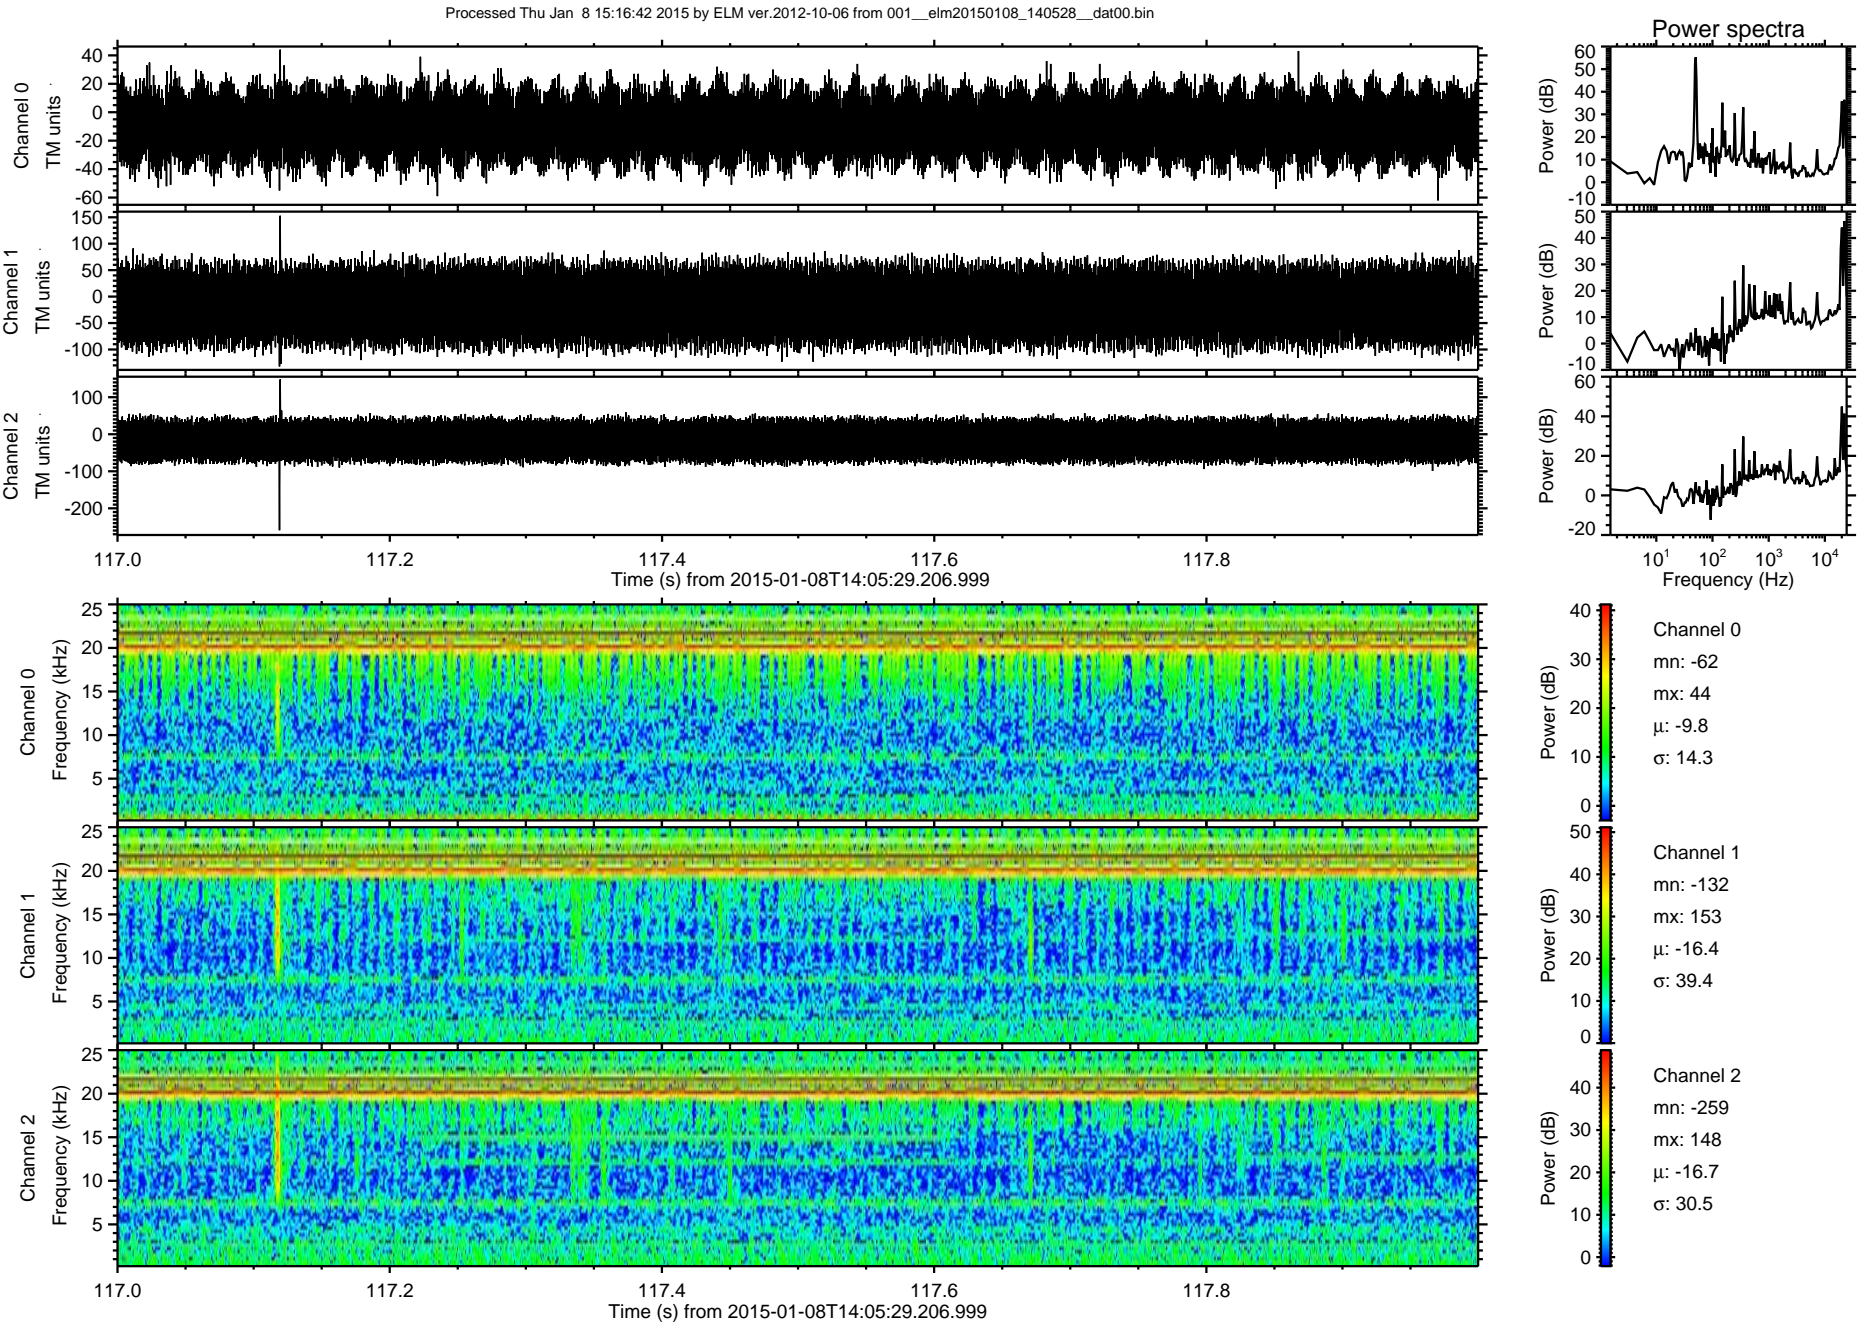 Processed Thu Jan 8 15:16:42 2015 by ELM ver.2012-10-06 from 001__elm20150108_140528__dat00.bin
Power spectra
Channel 0
TM units
40
20
0
-20
-40
-60
Power (dB)
60
50
40
30
20
10
0
-10
Channel 1
TM units
150
100
50
0
-50
-100
Power (dB)
50
40
30
20
10
0
-10
Channel 2
TM units
100
0
-100
-200
Power (dB)
60
40
20
0
-20
117.0 117.2 117.4 117.6 117.8
Time (s) from 2015-01-08T14:05:29.206.999
10¹ 10² 10³ 10⁴
Frequency (Hz)
Channel 0
Frequency (kHz)
25
20
15
10
5
Power (dB)
40
30
20
10
0
Channel 0
mn: -62
mx: 44
μ: -9.8
σ: 14.3
Channel 1
Frequency (kHz)
25
20
15
10
5
Power (dB)
50
40
30
20
10
0
Channel 1
mn: -132
mx: 153
μ: -16.4
σ: 39.4
Channel 2
Frequency (kHz)
25
20
15
10
5
Power (dB)
40
30
20
10
0
Channel 2
mn: -259
mx: 148
μ: -16.7
σ: 30.5
117.0 117.2 117.4 117.6 117.8
Time (s) from 2015-01-08T14:05:29.206.999